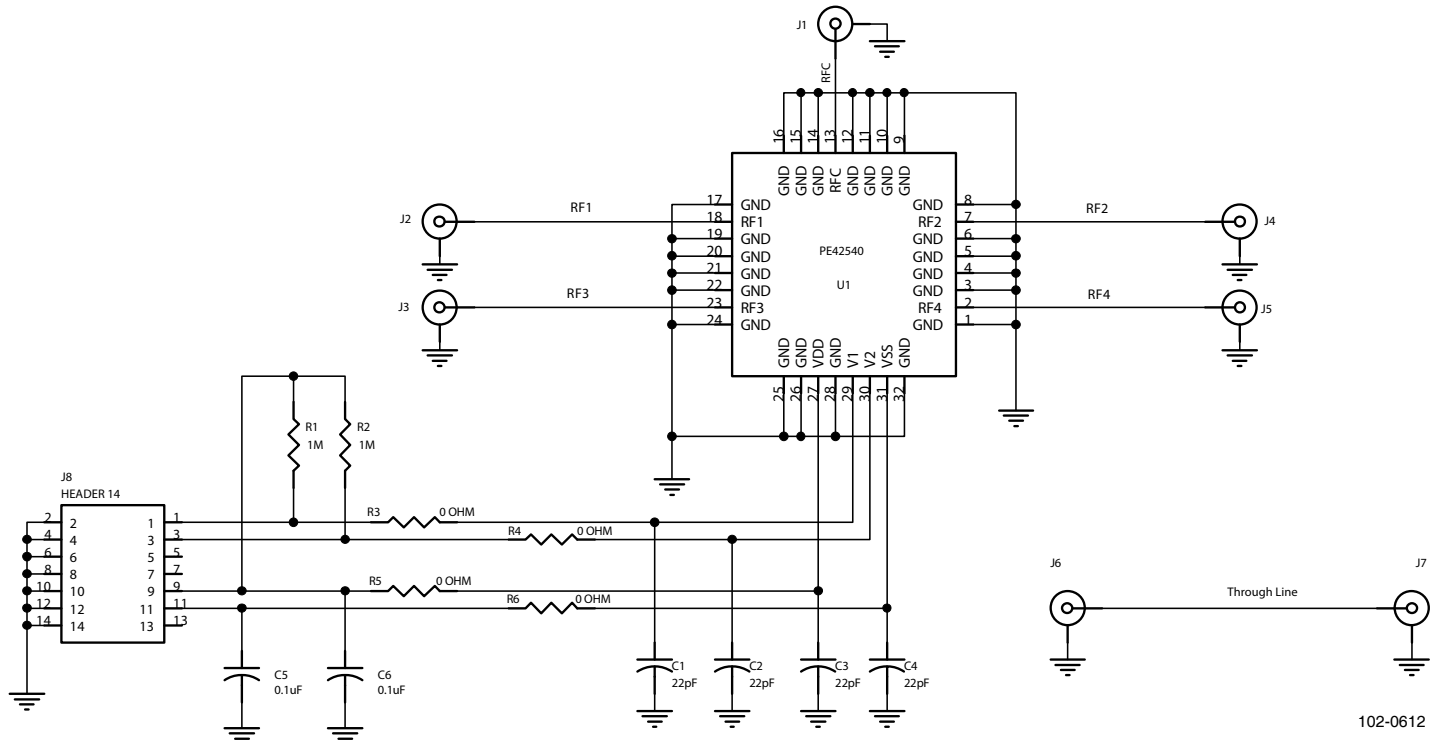 J1
RFC
16 15 14 13 12 11 10 9
GND GND GND RFC GND GND GND GND
17 GND
18 RF1
19 GND
20 GND
21 GND
22 GND
23 RF3
24 GND
GND 8
RF2 7
GND 6
GND 5
GND 4
GND 3
RF4 2
GND 1
PE42540
U1
GND GND VDD GND V1 V2 VSS GND
25 26 27 28 29 30 31 32
J2
RF1
J3
RF3
RF2
J4
RF4
J5
R1
1M
R2
1M
J8
HEADER 14
2 2 1 1
4 4 3 3
6 6 5 5
8 8 7 7
10 10 9 9
12 12 11 11
14 14 13 13
R3 0 OHM
R4 0 OHM
R5 0 OHM
R6 0 OHM
C5
0.1uF
C6
0.1uF
C1
22pF
C2
22pF
C3
22pF
C4
22pF
J6
Through Line
J7
102-0612